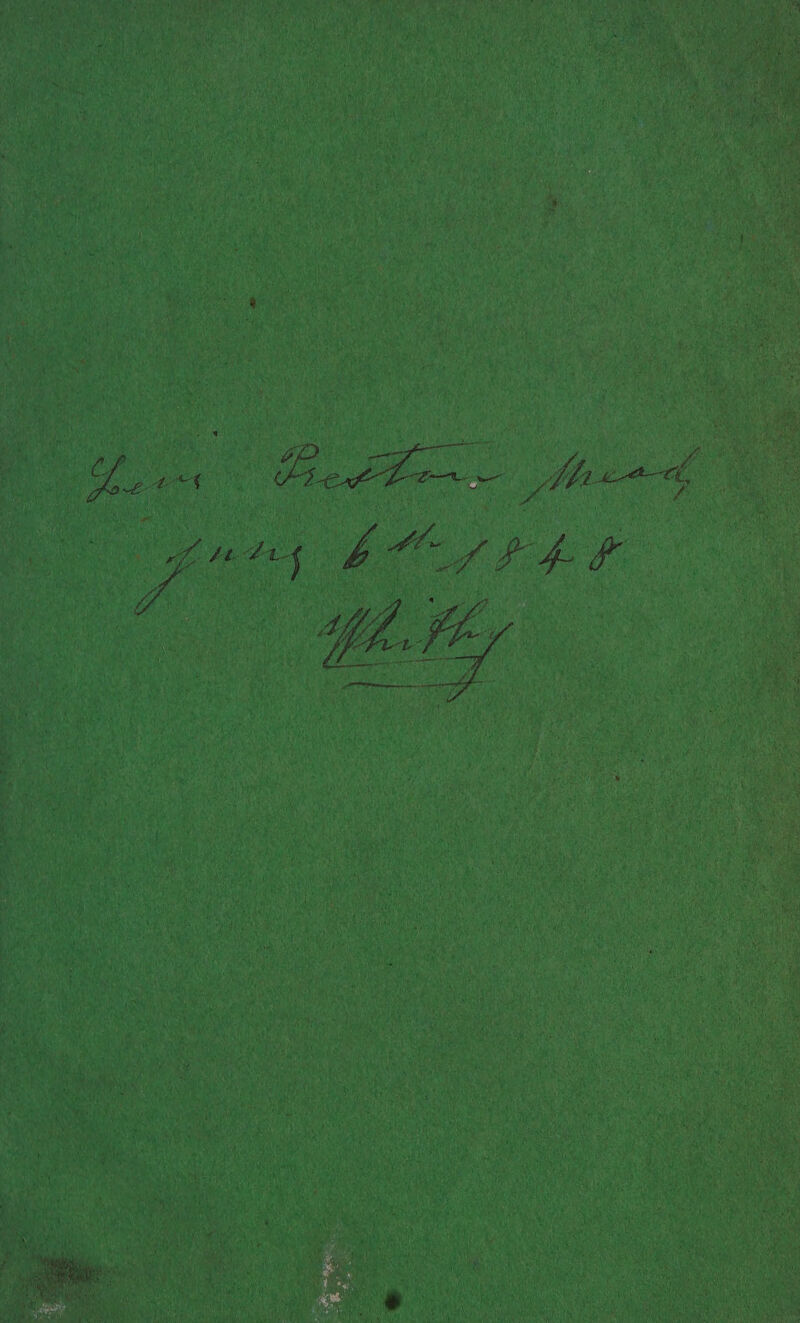 Levi Preston Mead
June 6th 1848
Whitby